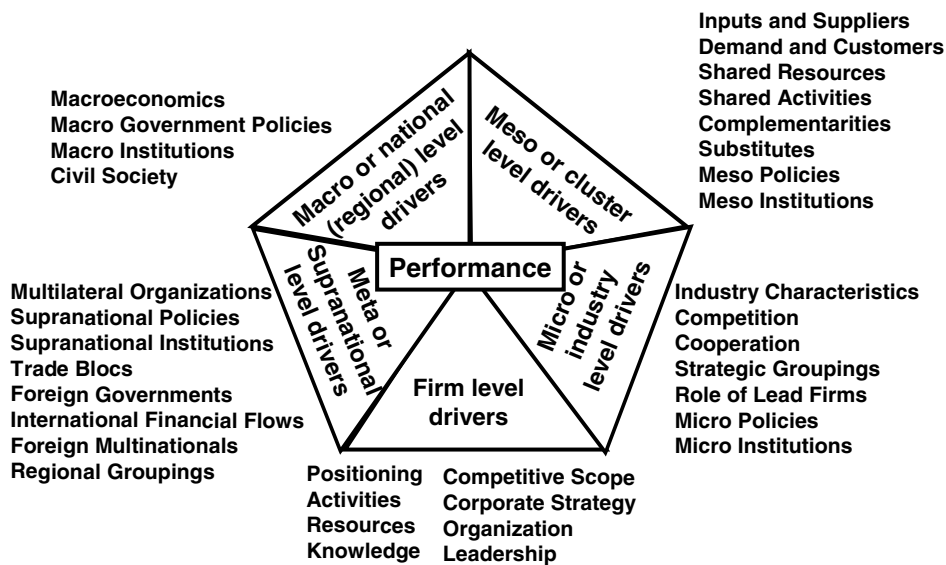 Macroeconomics
Macro Government Policies
Macro Institutions
Civil Society
Macro or national
(regional) level
drivers
Meso or cluster
level drivers
Inputs and Suppliers
Demand and Customers
Shared Resources
Shared Activities
Complementarities
Substitutes
Meso Policies
Meso Institutions
Performance
Multilateral Organizations
Supranational Policies
Supranational Institutions
Trade Blocs
Foreign Governments
International Financial Flows
Foreign Multinationals
Regional Groupings
Meta or
Supranational
level drivers
Firm level
drivers
Micro or
industry
level drivers
Industry Characteristics
Competition
Cooperation
Strategic Groupings
Role of Lead Firms
Micro Policies
Micro Institutions
Positioning
Activities
Resources
Knowledge
Competitive Scope
Corporate Strategy
Organization
Leadership